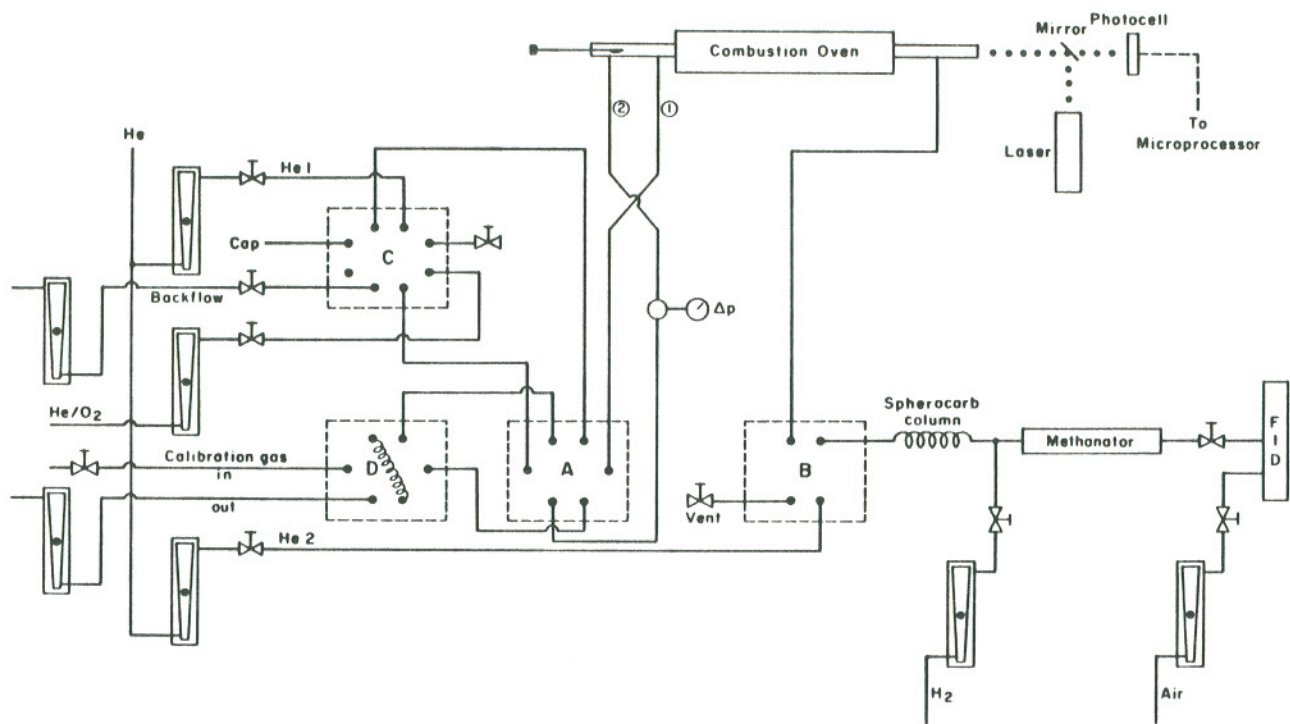 Combustion Oven
Mirror
Photocell
②
①
To
Microprocessor
Laser
He
He 1
Cap
C
Backflow
Δp
He/O₂
Calibration gas
in
out
D
A
B
Vent
He 2
Spherocarb
column
Methanator
F
I
D
H₂
Air